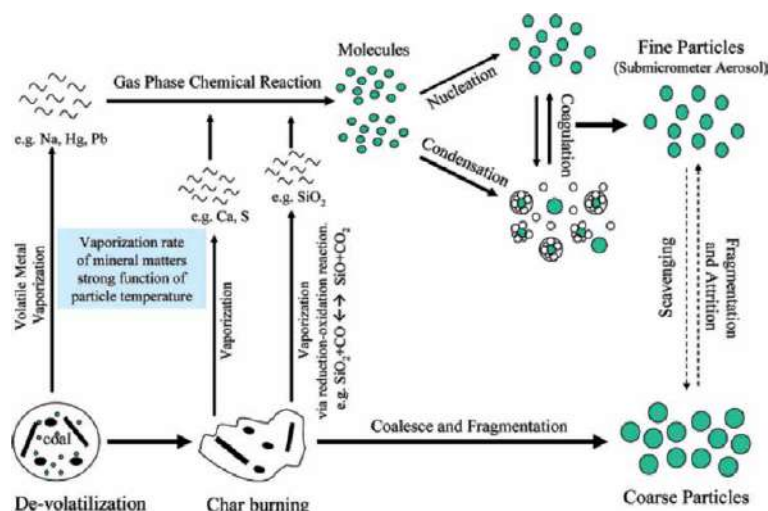 Molecules
Fine Particles
(Submicrometer Aerosol)
Gas Phase Chemical Reaction
Nucleation
Coagulation
Condensation
e.g. Na, Hg, Pb
e.g. SiO2
e.g. Ca, S
Vaporization rate
of mineral matters
strong function of
particle temperature
Volatile Metal
Vaporization
Vaporization
Vaporization
via reduction-oxidation reaction.
e.g. SiO2+CO ↔ SiO+CO2
Scavenging
Fragmentation
and Attrition
coal
Coalesce and Fragmentation
De-volatilization
Char burning
Coarse Particles